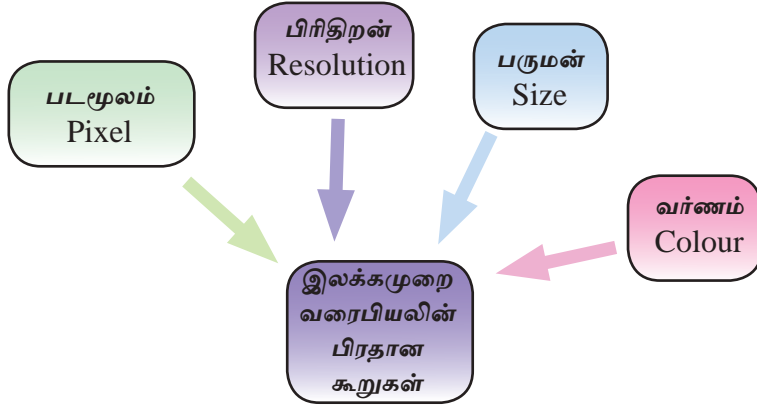 பிரிதிறன்
Resolution
பருமன்
Size
படமூலம்
Pixel
வர்ணம்
Colour
இலக்கமுறை
வரைபியலின்
பிரதான
கூறுகள்